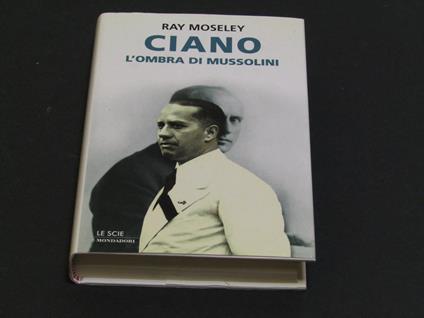 RAY MOSELEY
CIANO
L'OMBRA DI MUSSOLINI
LE SCIE
MONDADORI